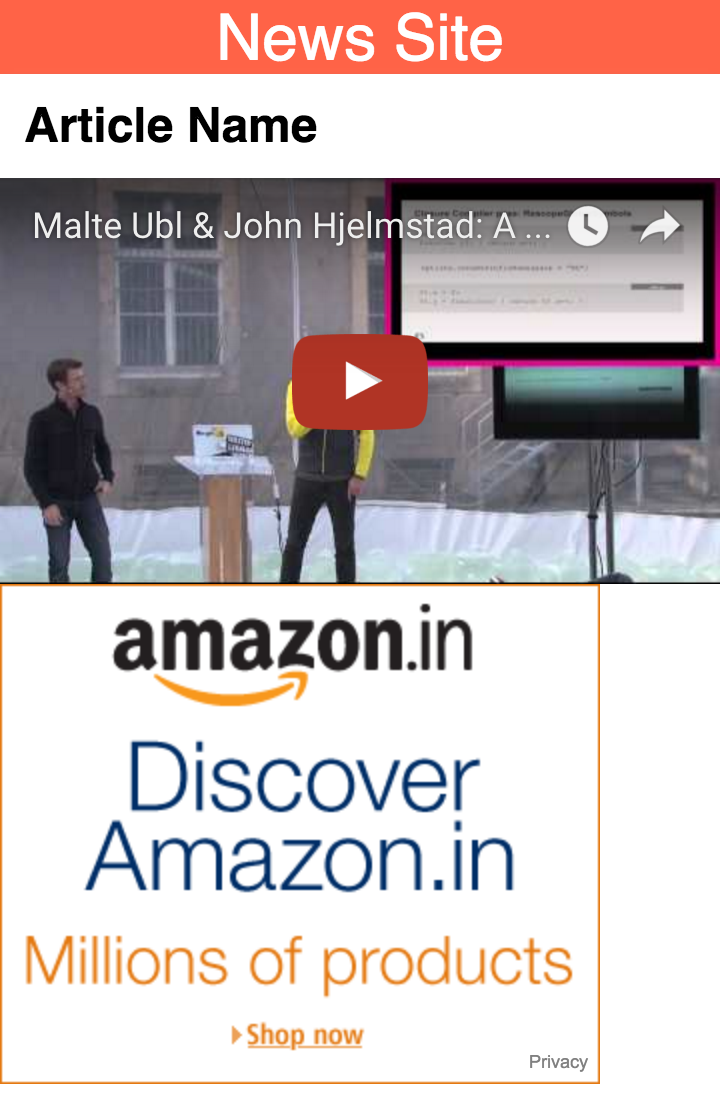 News Site
Article Name
Malte Ubl & John Hjelmstad: A ...
amazon.in
Discover
Amazon.in
Millions of products
Shop now
Privacy